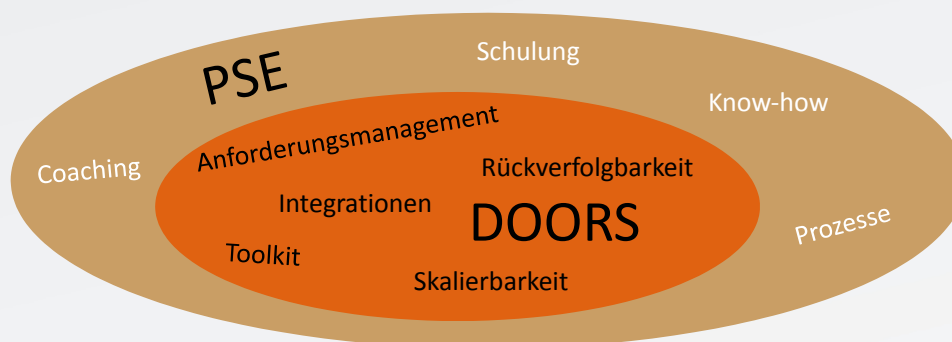 PSE
Schulung
Know-how
Coaching
Anforderungsmanagement
Rückverfolgbarkeit
Integrationen
DOORS
Prozesse
Toolkit
Skalierbarkeit